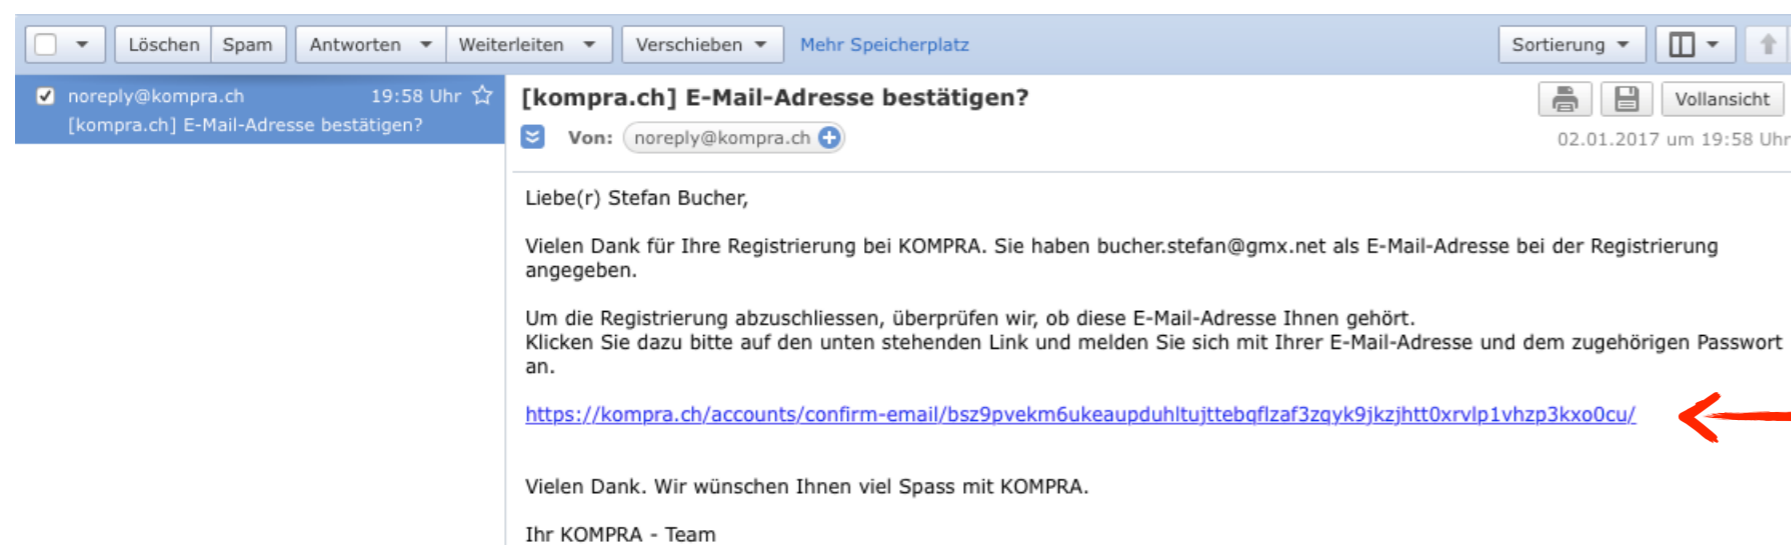 Löschen Spam Antworten Weiterleiten Verschieben Mehr Speicherplatz Sortierung
noreply@kompra.ch 19:58 Uhr
[kompra.ch] E-Mail-Adresse bestätigen?
[kompra.ch] E-Mail-Adresse bestätigen?
Vollansicht
Von: noreply@kompra.ch
02.01.2017 um 19:58 Uhr
Liebe(r) Stefan Bucher,
Vielen Dank für Ihre Registrierung bei KOMPRA. Sie haben bucher.stefan@gmx.net als E-Mail-Adresse bei der Registrierung
angegeben.
Um die Registrierung abzuschliessen, überprüfen wir, ob diese E-Mail-Adresse Ihnen gehört.
Klicken Sie dazu bitte auf den unten stehenden Link und melden Sie sich mit Ihrer E-Mail-Adresse und dem zugehörigen Passwort
an.
https://kompra.ch/accounts/confirm-email/bsz9pvekm6ukeaupduhltujttebqflzaf3zqyk9jkzjhtt0xrvlp1vhzp3kxo0cu/
Vielen Dank. Wir wünschen Ihnen viel Spass mit KOMPRA.
Ihr KOMPRA - Team